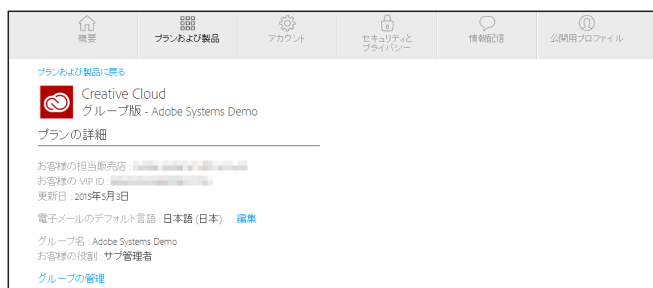 概要
プランおよび製品
アカウント
セキュリティと
プライバシー
情報配信
公開用プロファイル
プランおよび製品に戻る
Creative Cloud
グループ版 - Adobe Systems Demo
プランの詳細
お客様の担当販売店 :
お客様の VIP ID :
更新日 : 2015年5月3日
電子メールのデフォルト言語 : 日本語 (日本) 編集
グループ名 : Adobe Systems Demo
お客様の役割 : サブ管理者
グループの管理